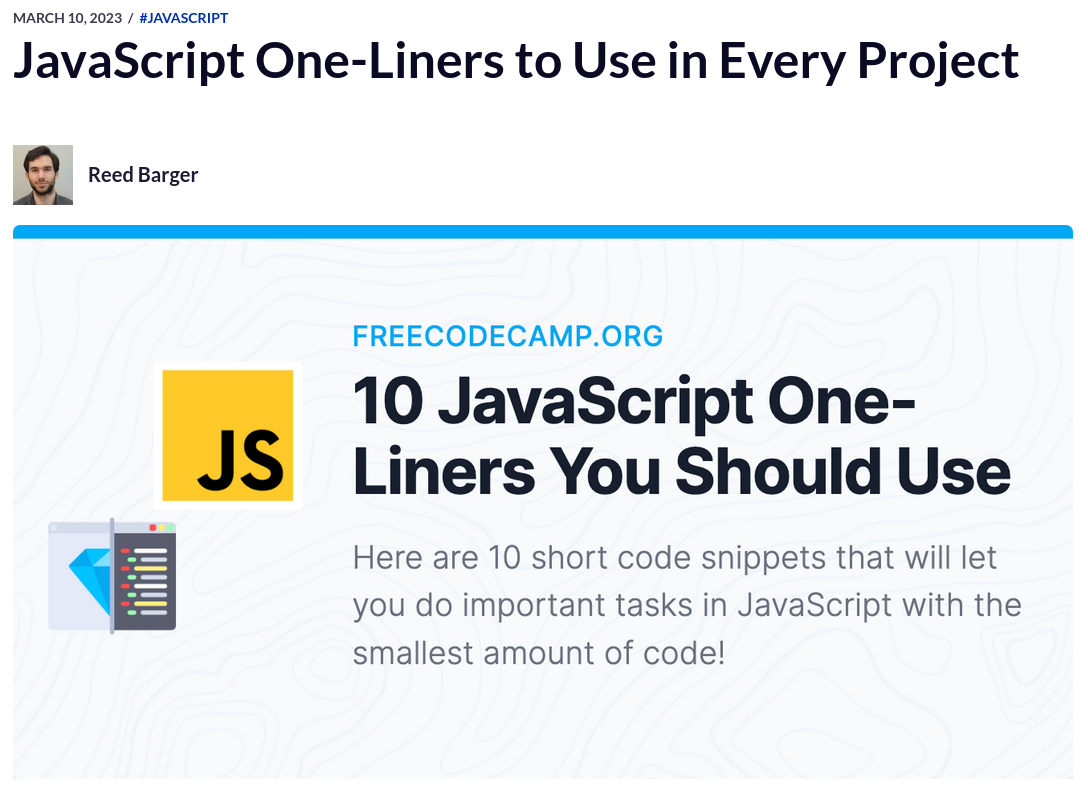 MARCH 10, 2023 / #JAVASCRIPT
JavaScript One-Liners to Use in Every Project
Reed Barger
FREECODECAMP.ORG
10 JavaScript One-
Liners You Should Use
JS
Here are 10 short code snippets that will let
you do important tasks in JavaScript with the
smallest amount of code!